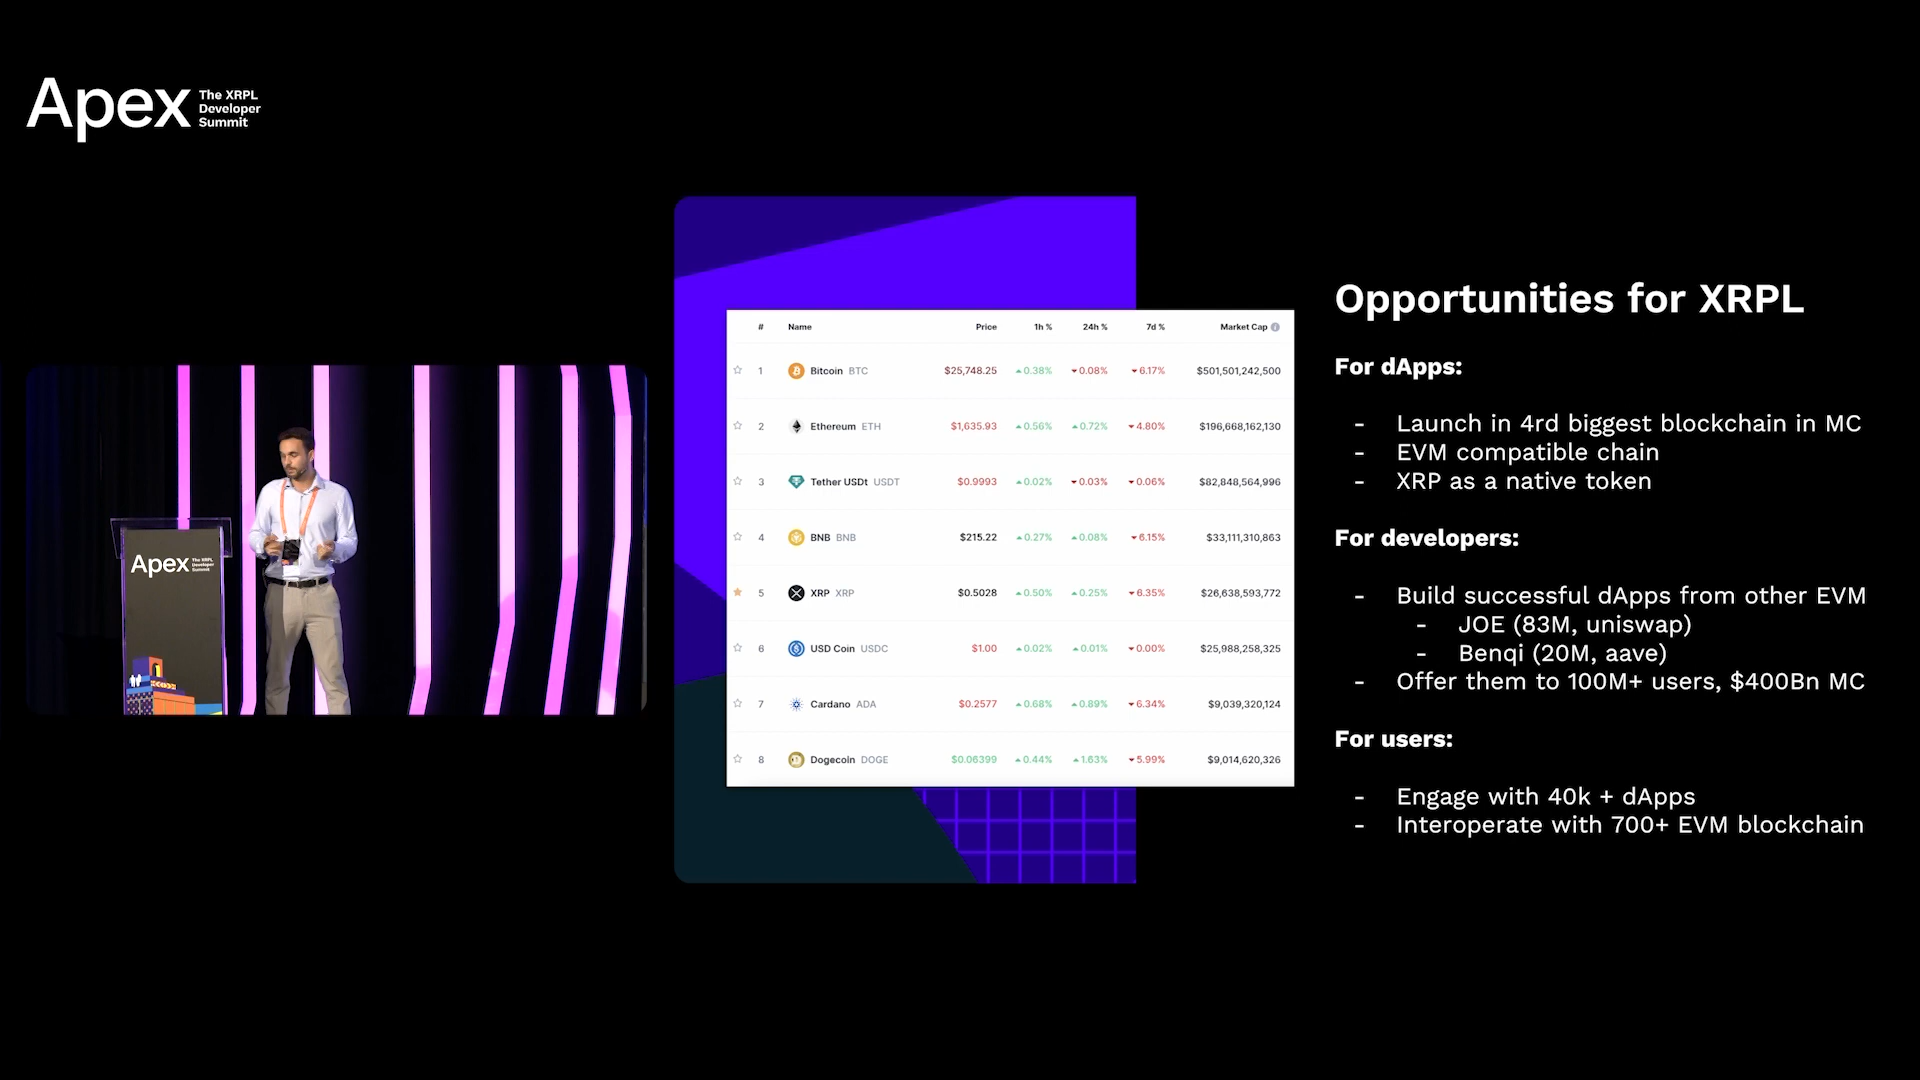 Apex The XRPL
Developer
Summit
Apex The XRPL
Developer
Summit
# Name Price 1h % 24h % 7d % Market Cap
1 Bitcoin BTC $25,748.25 0.38% 0.08% 6.17% $501,501,242,500
2 Ethereum ETH $1,635.93 0.56% 0.72% 4.80% $196,668,162,130
3 Tether USDt USDT $0.9993 0.02% 0.03% 0.06% $82,848,564,996
4 BNB BNB $215.22 0.27% 0.08% 6.15% $33,111,310,863
5 XRP XRP $0.5028 0.50% 0.25% 6.35% $26,638,593,772
6 USD Coin USDC $1.00 0.02% 0.01% 0.00% $25,988,258,325
7 Cardano ADA $0.2577 0.68% 0.89% 6.34% $9,039,320,124
8 Dogecoin DOGE $0.06399 0.44% 1.63% 5.99% $9,014,620,326
Opportunities for XRPL
For dApps:
- Launch in 4rd biggest blockchain in MC
- EVM compatible chain
- XRP as a native token
For developers:
- Build successful dApps from other EVM
- JOE (83M, uniswap)
- Benqi (20M, aave)
- Offer them to 100M+ users, $400Bn MC
For users:
- Engage with 40k + dApps
- Interoperate with 700+ EVM blockchain